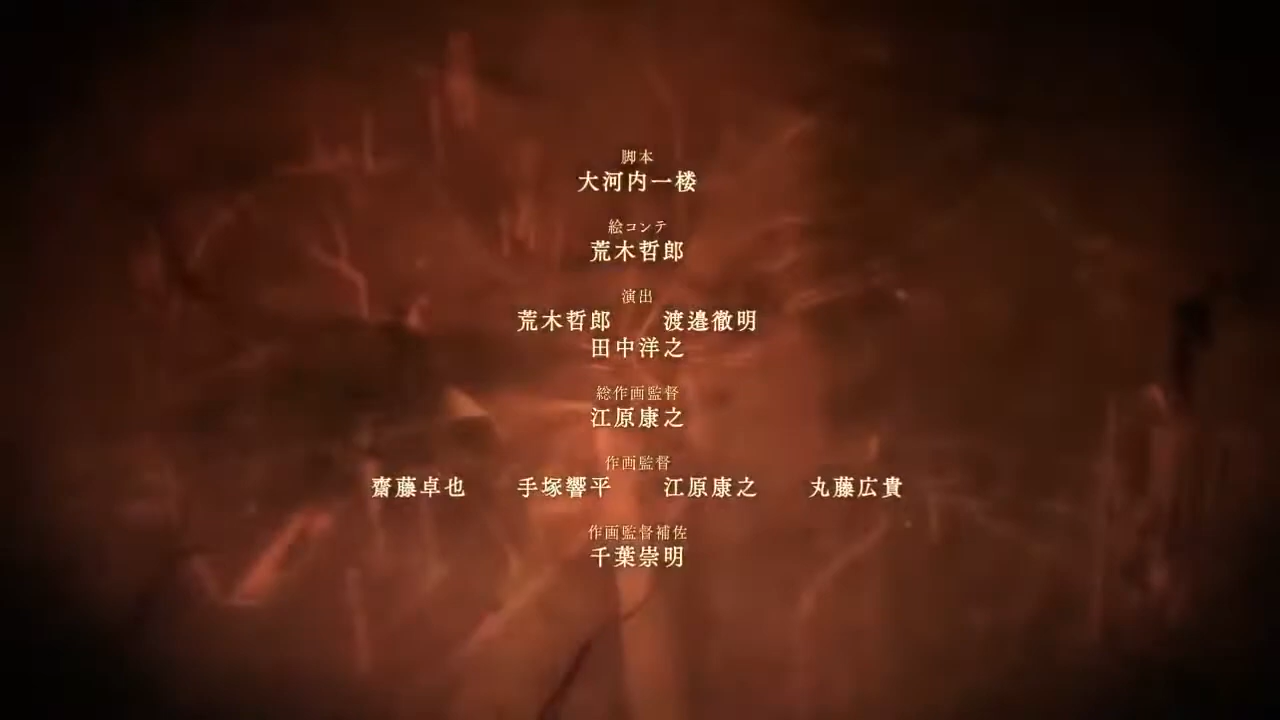 脚本
大河内一楼
絵コンテ
荒木哲郎
演出
荒木哲郎 渡邉徹明
田中洋之
総作画監督
江原康之
作画監督
齋藤卓也 手塚響平 江原康之 丸藤広貴
作画監督補佐
千葉崇明